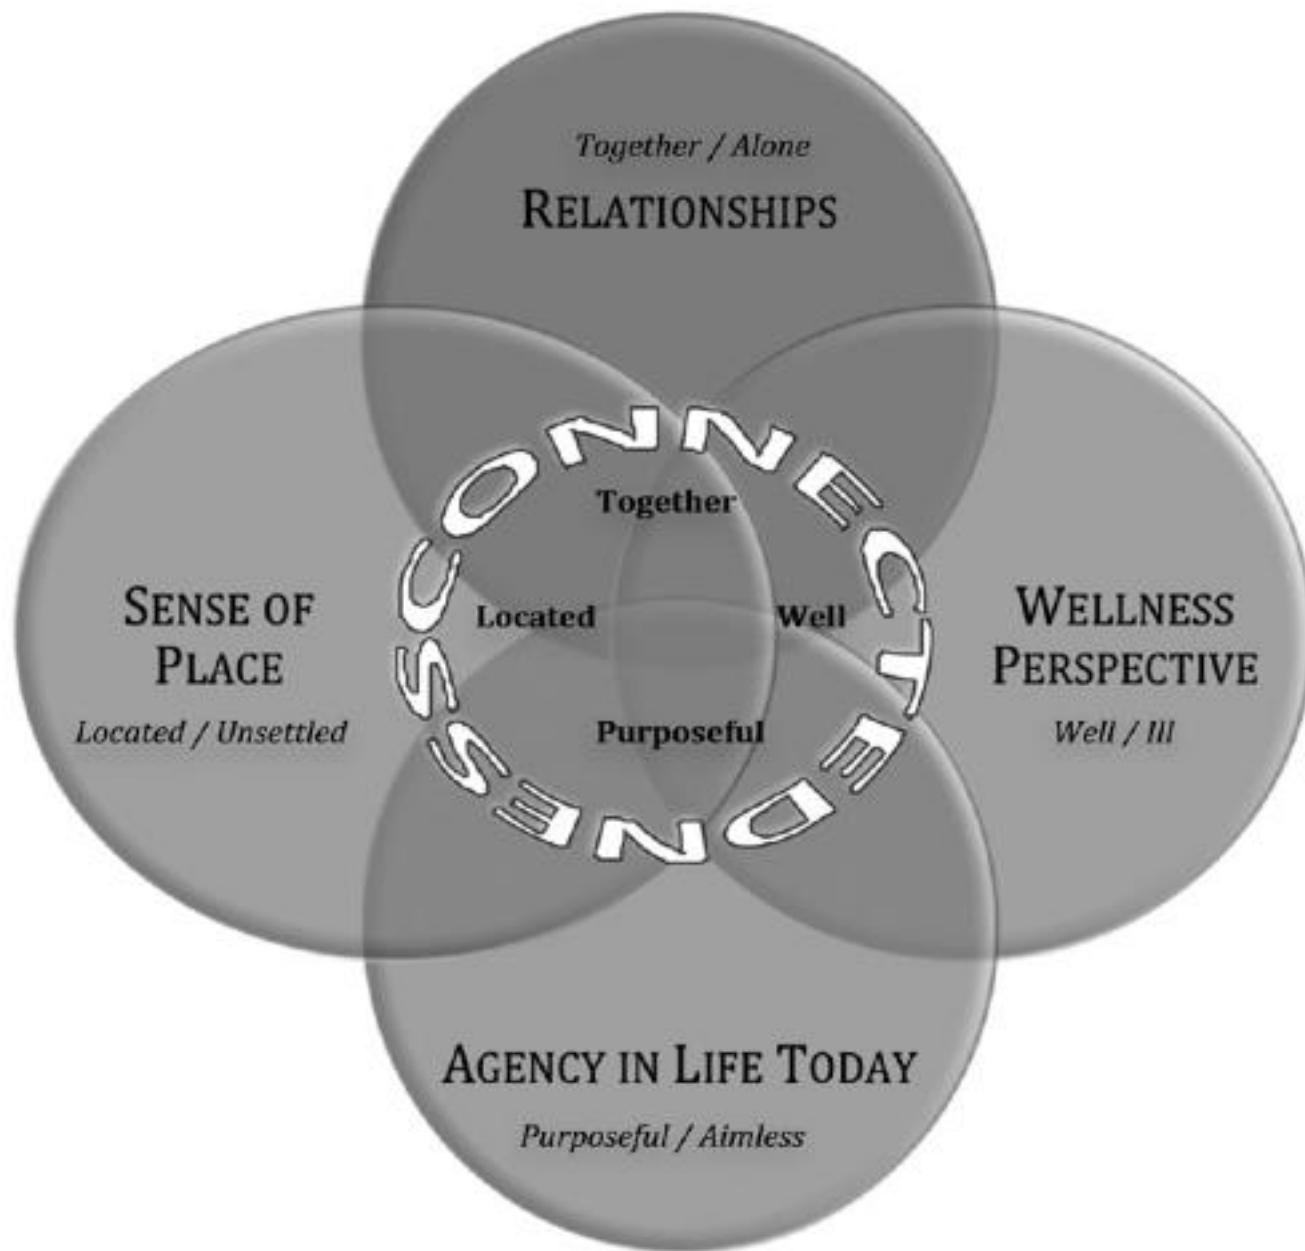 Together / Alone
RELATIONSHIPS
CONNECTEDNESS
Together
Located
Well
Purposeful
SENSE OF
PLACE
Located / Unsettled
WELLNESS
PERSPECTIVE
Well / Ill
AGENCY IN LIFE TODAY
Purposeful / Aimless